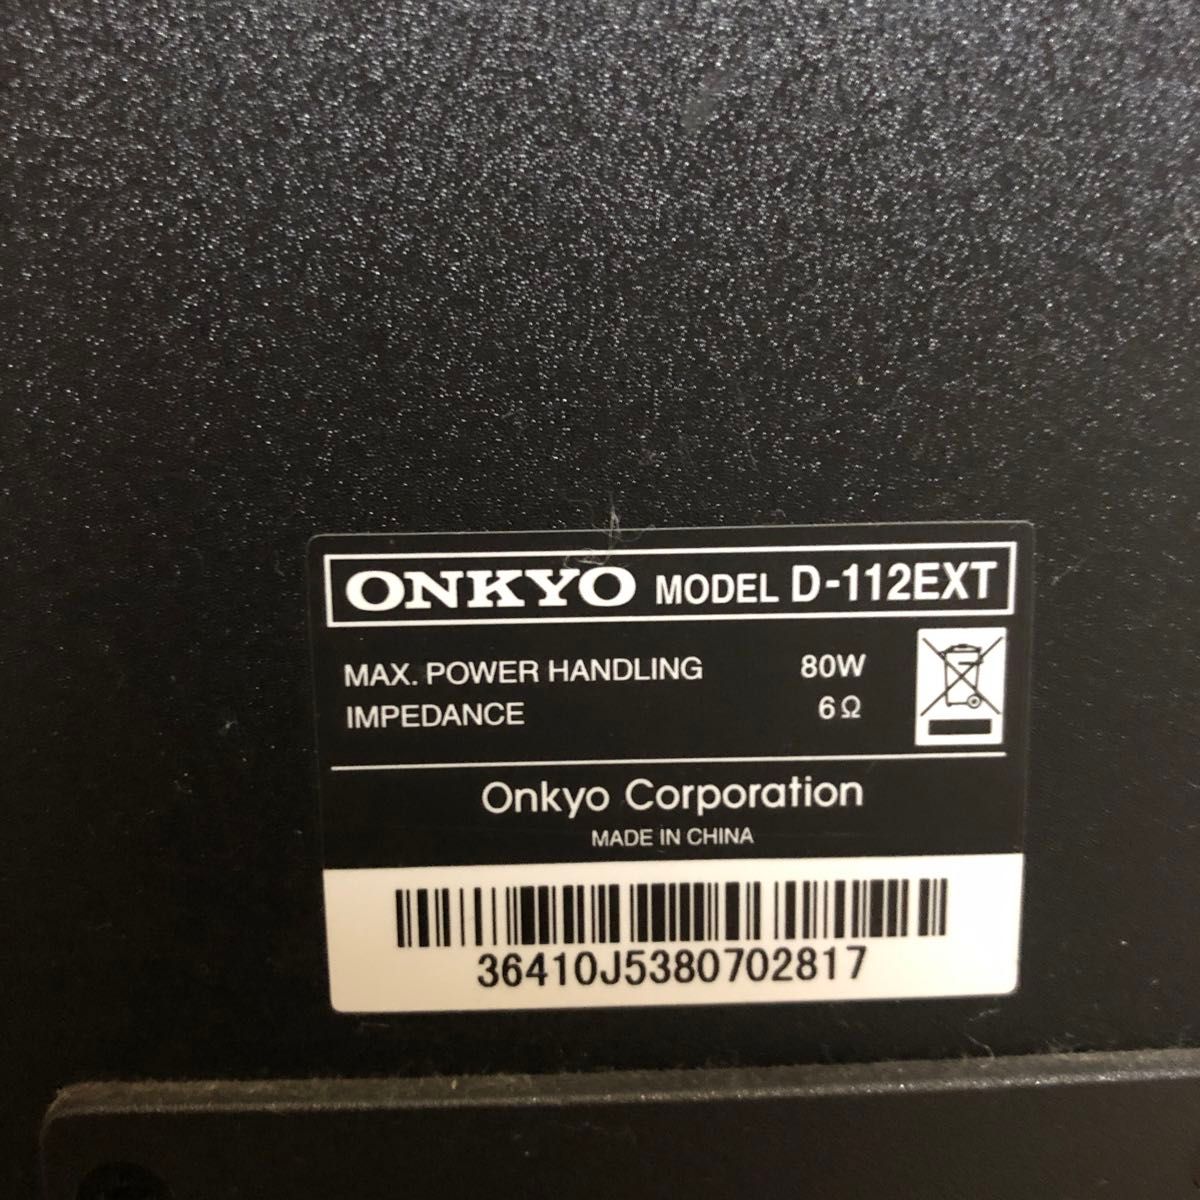 ONKYO MODEL D-112EXT
MAX. POWER HANDLING 80W
IMPEDANCE 6Ω
Onkyo Corporation
MADE IN CHINA
36410J5380702817